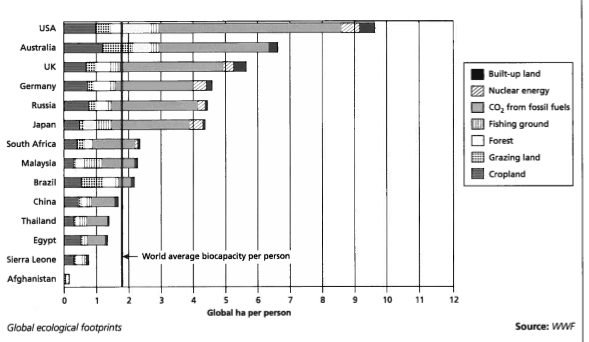 USA
Australia
UK
Germany
Russia
Japan
South Africa
Malaysia
Brazil
China
Thailand
Egypt
Sierra Leone
Afghanistan
World average biocapacity per person
0 1 2 3 4 5 6 7 8 9 10 11 12
Global ha per person
Built-up land
Nuclear energy
CO₂ from fossil fuels
Fishing ground
Forest
Grazing land
Cropland
Global ecological footprints
Source: WWF